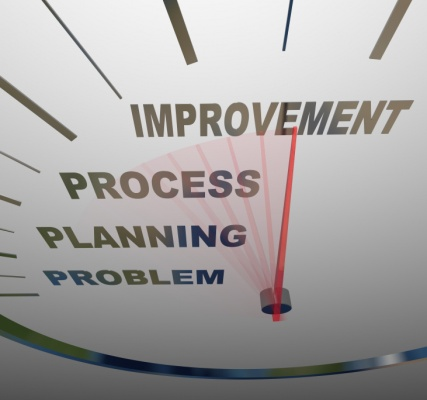 IMPROVEMENT
PROCESS
PLANNING
PROBLEM